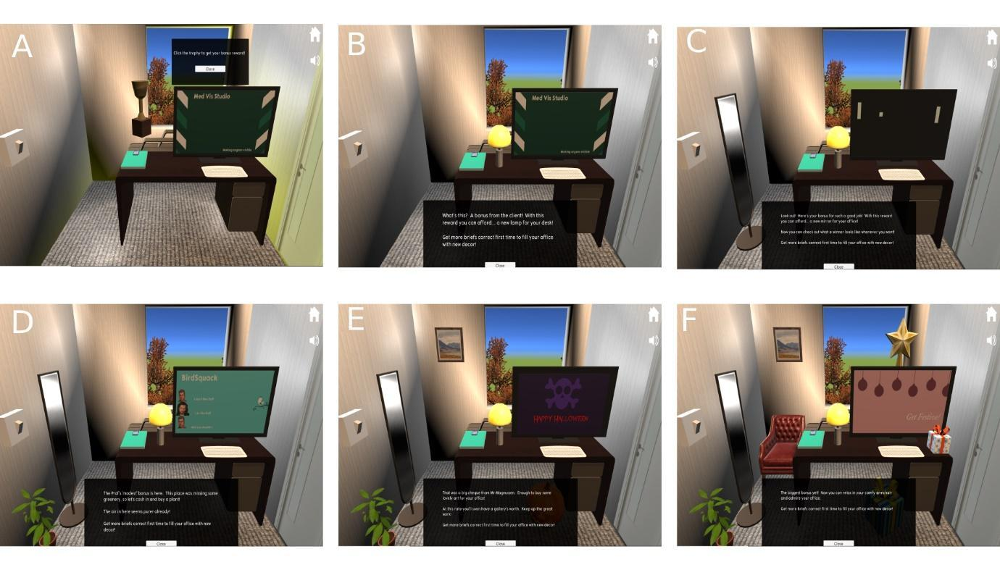 A
Click the trophy to get your bonus reward!
Close
Med Vis Studio
Making organs visible
B
Med Vis Studio
Making organs visible
What's this? A bonus from the client! With this
reward you can afford... a new lamp for your desk!
Get more briefs correct first time to fill your office
with new decor!
Close
C
Look out! Here's your bonus for such a good job! With this reward
you can afford... a new mirror for your office!
Now you can check out what a winner looks like whenever you want!
Get more briefs correct first time to fill your office with new decor!
Close
D
BirdSquack
The Prof's 'modest' bonus is here. This place was missing some
greenery, so let's cash in and buy a plant!
The air in here seems purer already!
Get more briefs correct first time to fill your office with new
decor!
Close
E
HAPPY HALLOWEEN
That was a big cheque from Mr Magnussen. Enough to buy some
lovely art for your office!
At this rate you'll soon have a gallery's worth. Keep up the great
work!
Get more briefs correct first time to fill your office with new decor!
Close
F
Get Festive!
The biggest bonus yet! Now you can relax in your comfy armchair
and admire your office.
Get more briefs correct first time to fill your office with new decor!
Close